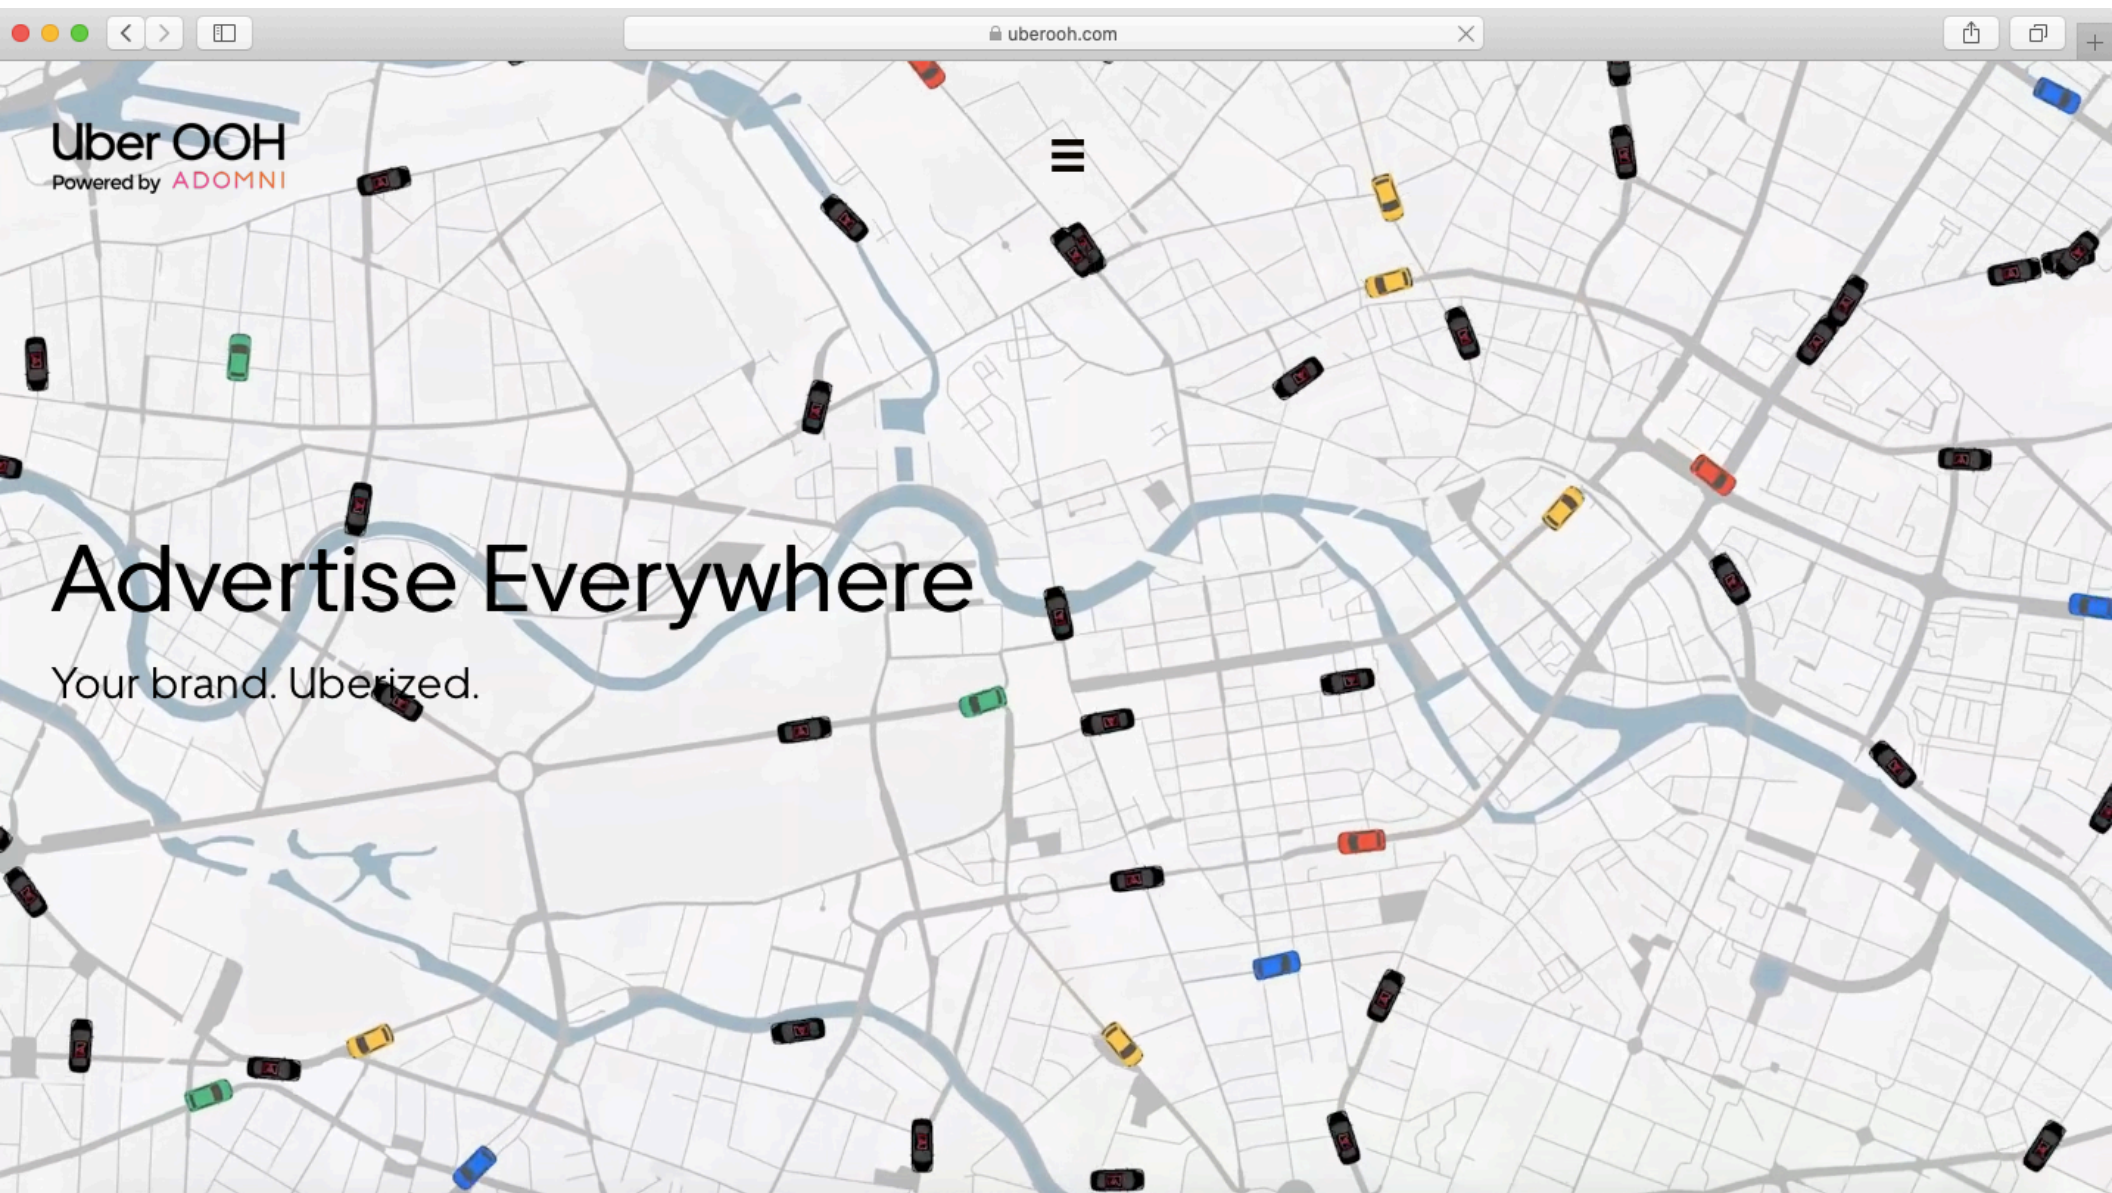 uberooh.com
Uber OOH
Powered by ADOMNI
Advertise Everywhere
Your brand. Uberized.